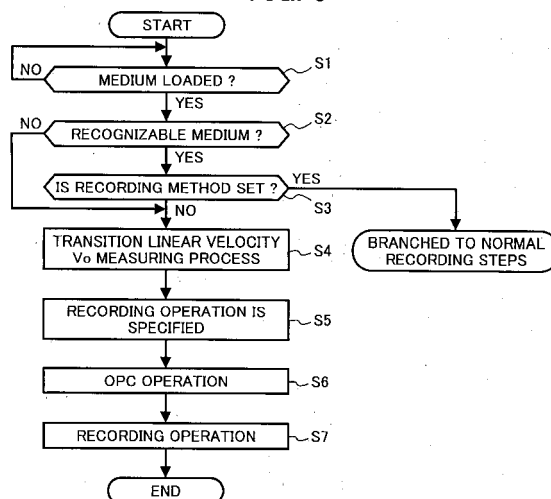 START
NO
MEDIUM LOADED ?
S1
YES
NO
RECOGNIZABLE MEDIUM ?
S2
YES
IS RECORDING METHOD SET ?
YES
S3
NO
TRANSITION LINEAR VELOCITY
Vo MEASURING PROCESS
S4
BRANCHED TO NORMAL
RECORDING STEPS
RECORDING OPERATION IS
SPECIFIED
S5
OPC OPERATION
S6
RECORDING OPERATION
S7
END